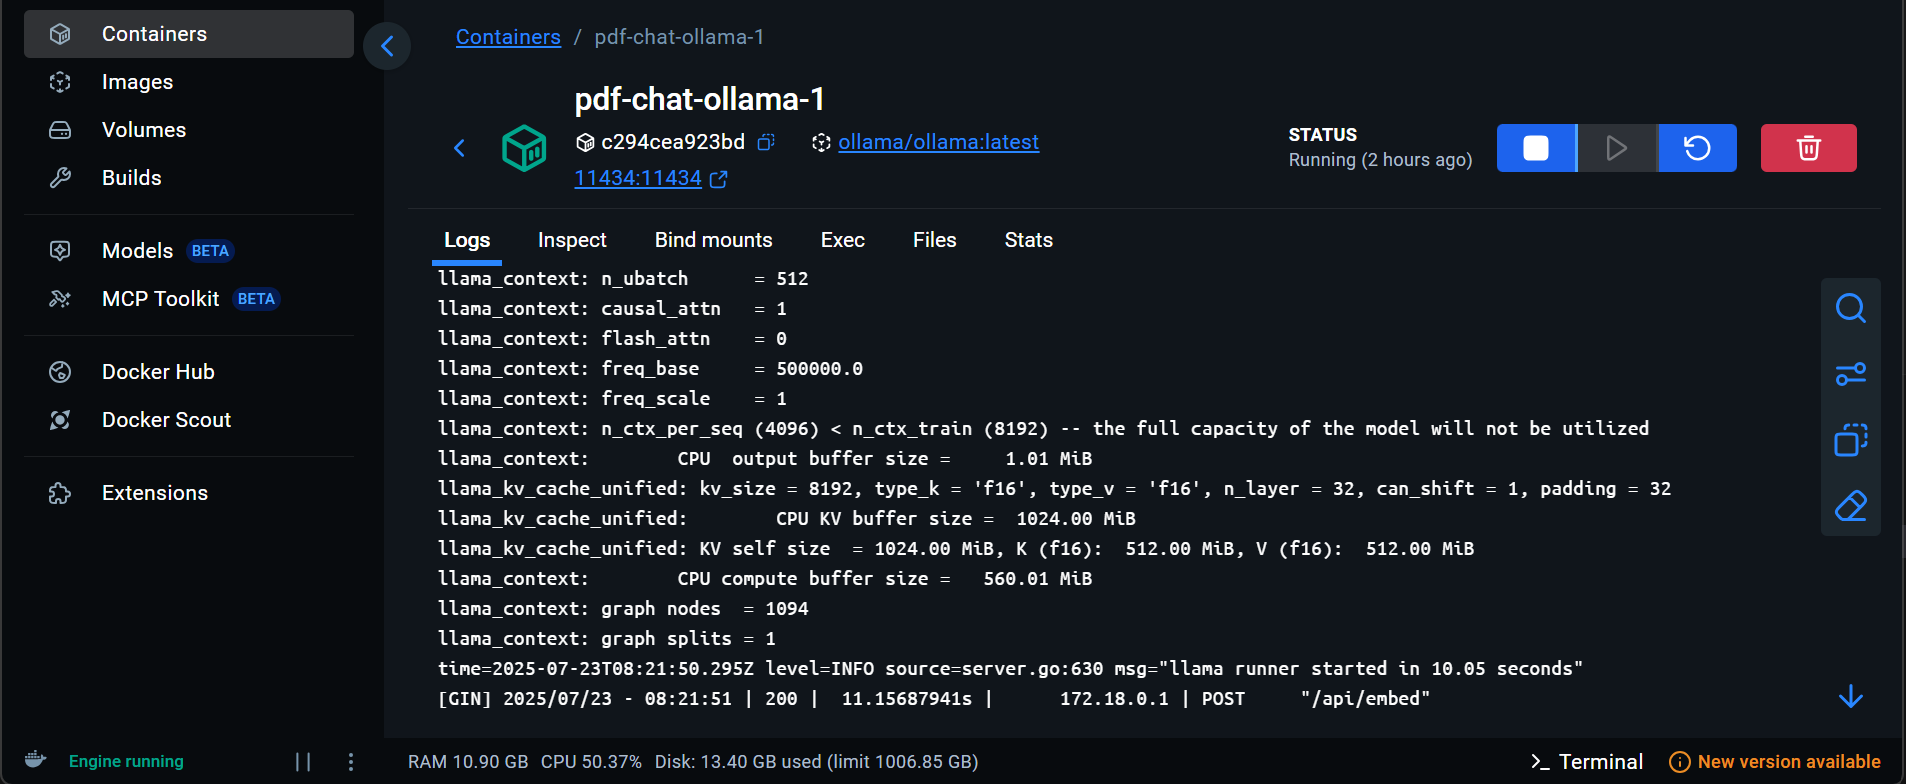 Containers
Images
Volumes
Builds
Models BETA
MCP Toolkit BETA
Docker Hub
Docker Scout
Extensions
Containers / pdf-chat-ollama-1
pdf-chat-ollama-1
c294cea923bd ollama/ollama:latest
11434:11434
STATUS
Running (2 hours ago)
Logs Inspect Bind mounts Exec Files Stats
llama_context: n_ubatch      = 512
llama_context: causal_attn   = 1
llama_context: flash_attn    = 0
llama_context: freq_base     = 500000.0
llama_context: freq_scale    = 1
llama_context: n_ctx_per_seq (4096) < n_ctx_train (8192) -- the full capacity of the model will not be utilized
llama_context:        CPU  output buffer size =     1.01 MiB
llama_kv_cache_unified: kv_size = 8192, type_k = 'f16', type_v = 'f16', n_layer = 32, can_shift = 1, padding = 32
llama_kv_cache_unified:        CPU KV buffer size =  1024.00 MiB
llama_kv_cache_unified: KV self size  = 1024.00 MiB, K (f16):  512.00 MiB, V (f16):  512.00 MiB
llama_context:        CPU compute buffer size =   560.01 MiB
llama_context: graph nodes  = 1094
llama_context: graph splits = 1
time=2025-07-23T08:21:50.295Z level=INFO source=server.go:630 msg="llama runner started in 10.05 seconds"
[GIN] 2025/07/23 - 08:21:51 | 200 |  11.15687941s |      172.18.0.1 | POST     "/api/embed"
Engine running
RAM 10.90 GB CPU 50.37% Disk: 13.40 GB used (limit 1006.85 GB)
Terminal
New version available